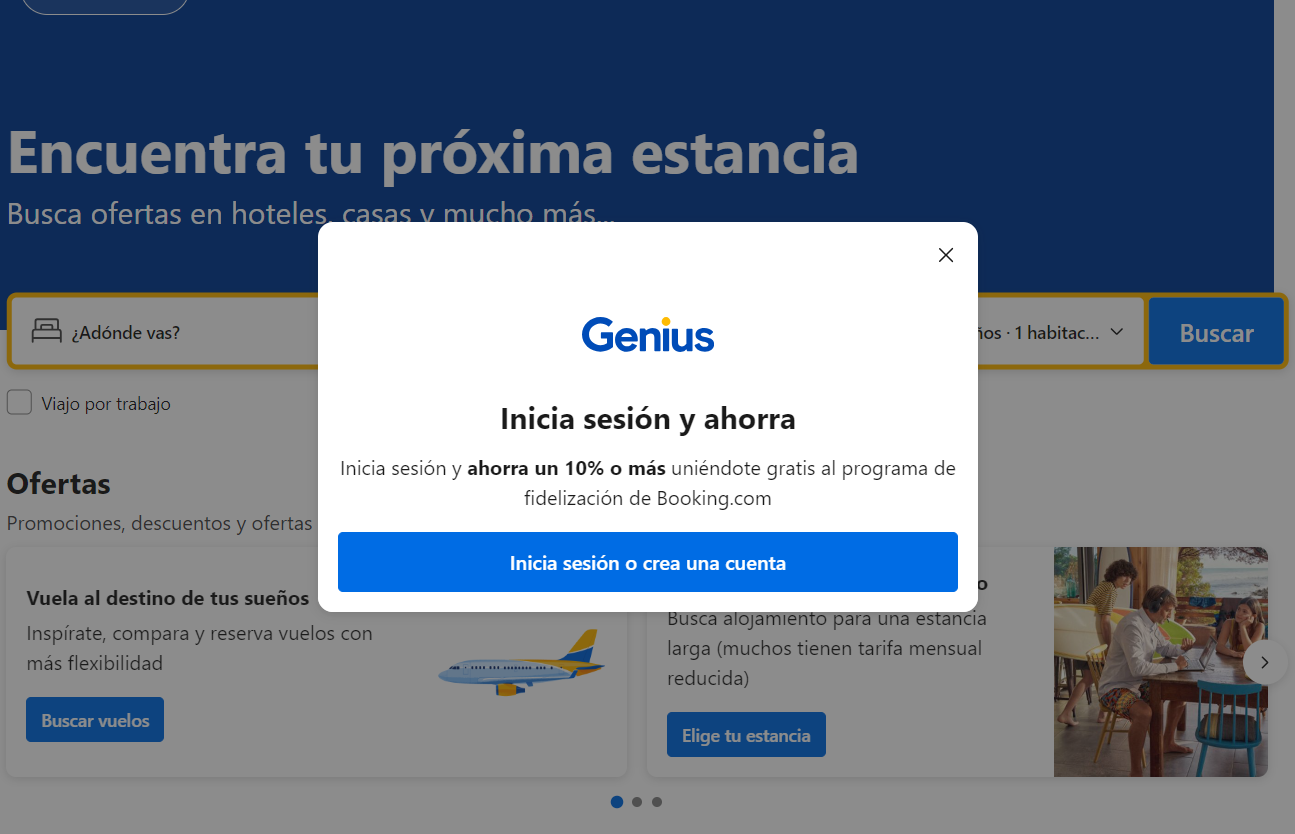 Encuentra tu próxima estancia
Busca ofertas en hoteles, casas y mucho más...
¿Adónde vas?
· 1 habitac...
Buscar
Viajo por trabajo
Genius
Inicia sesión y ahorra
Inicia sesión y ahorra un 10% o más uniéndote gratis al programa de
fidelización de Booking.com
Inicia sesión o crea una cuenta
Ofertas
Promociones, descuentos y ofertas
Vuela al destino de tus sueños
Inspírate, compara y reserva vuelos con
más flexibilidad
Buscar vuelos
Busca alojamiento para una estancia
larga (muchos tienen tarifa mensual
reducida)
Elige tu estancia